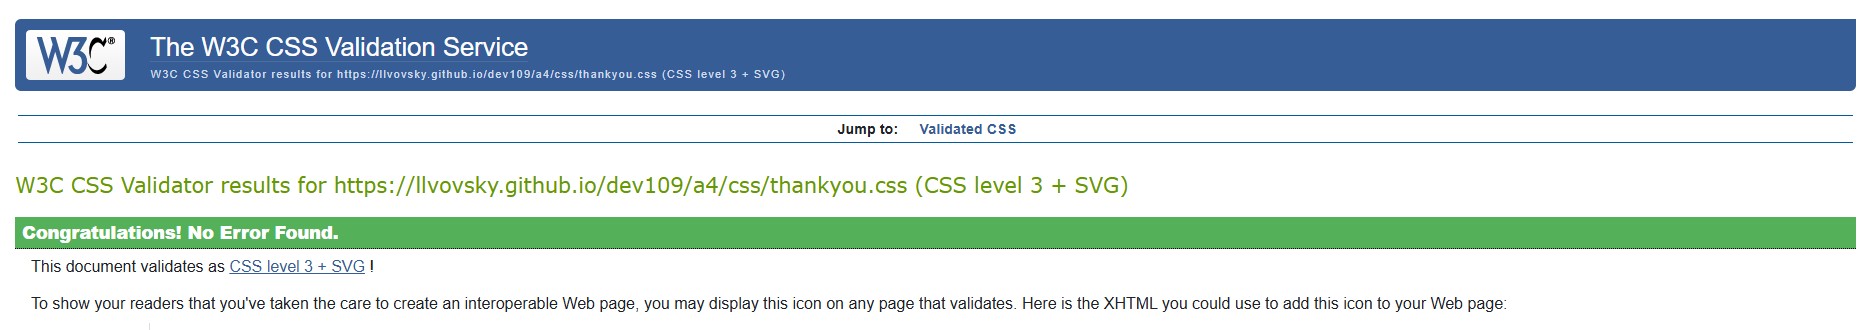 W3C®
The W3C CSS Validation Service
W3C CSS Validator results for https://llvovsky.github.io/dev109/a4/css/thankyou.css (CSS level 3 + SVG)
Jump to: Validated CSS
W3C CSS Validator results for https://llvovsky.github.io/dev109/a4/css/thankyou.css (CSS level 3 + SVG)
Congratulations! No Error Found.
This document validates as CSS level 3 + SVG !
To show your readers that you've taken the care to create an interoperable Web page, you may display this icon on any page that validates. Here is the XHTML you could use to add this icon to your Web page: